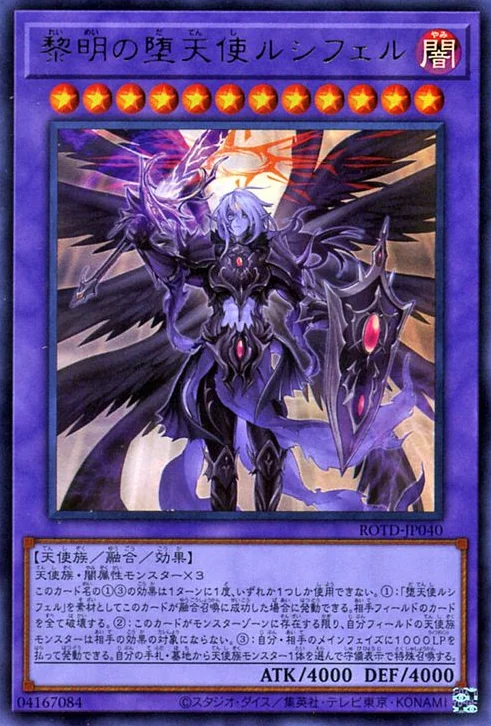 黎明の堕天使ルシフェル
闇
ROTD-JP040
【天使族/融合/効果】
天使族・闇属性モンスター×3
このカード名の①③の効果は1ターンに1度、いずれか1つしか使用できない。①:「堕天使ルシ
フェル」を素材としてこのカードが融合召喚に成功した場合に発動できる。相手フィールドのカード
を全て破壊する。②:このカードがモンスターゾーンに存在する限り、自分フィールドの天使族
モンスターは相手の効果の対象にならない。③:自分・相手のメインフェイズに1000LPを
払って発動できる。自分の手札・墓地から天使族モンスター1体を選んで守備表示で特殊召喚する。
ATK/4000 DEF/4000
04167084
©スタジオ・ダイス/集英社・テレビ東京・KONAMI